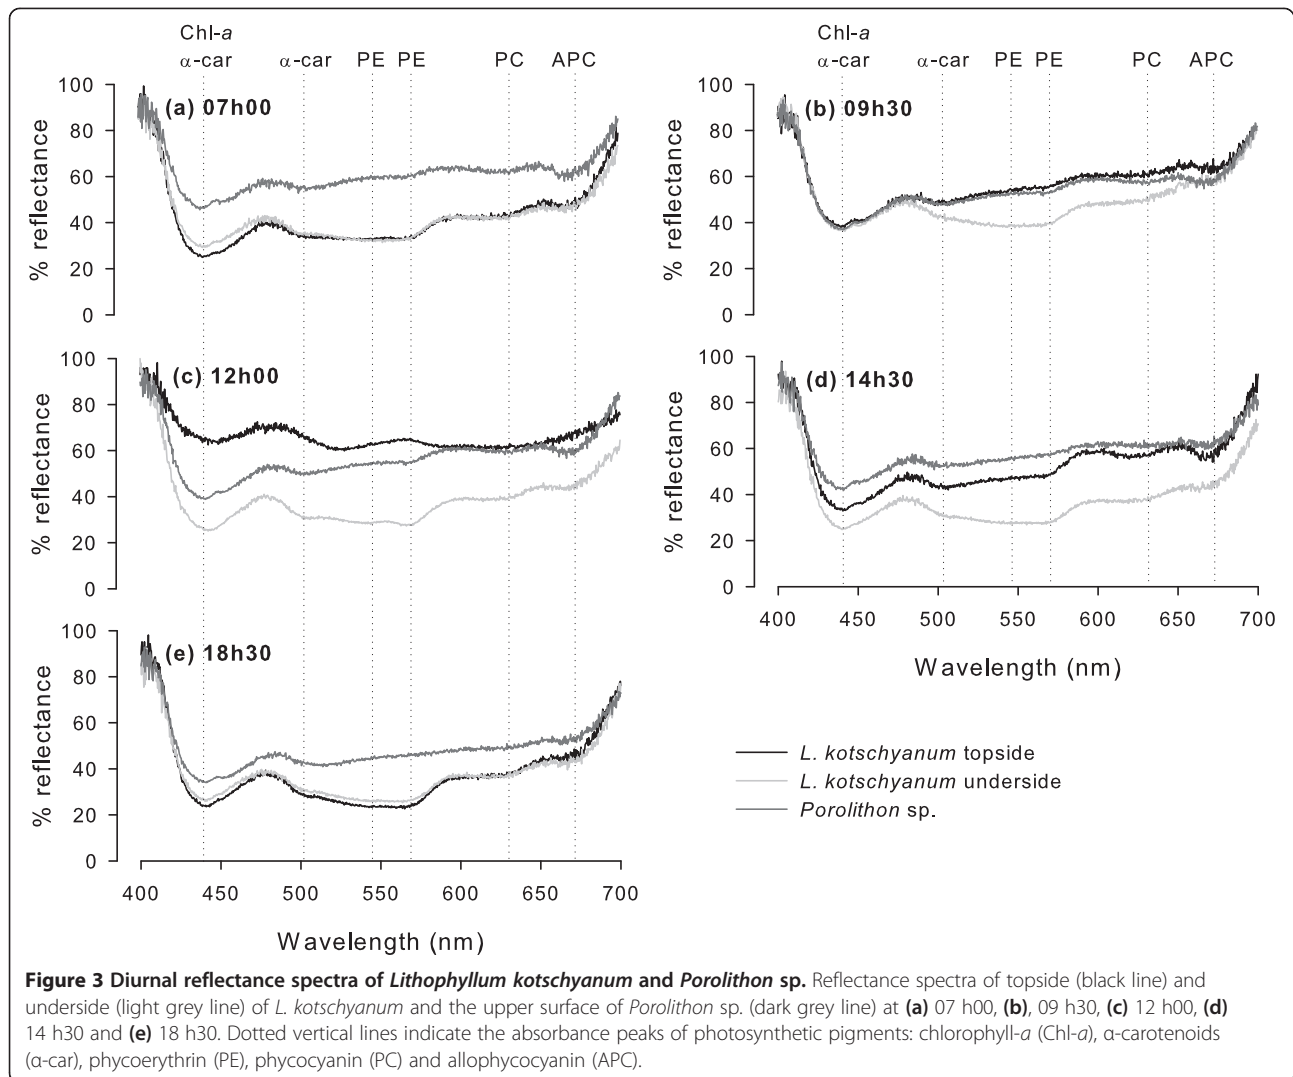 Chl-a
α-car α-car PE PE PC APC
(a) 07h00
100
80
60
40
20
0
% reflectance
Chl-a
α-car α-car PE PE PC APC
(b) 09h30
100
80
60
40
20
0
% reflectance
(c) 12h00
100
80
60
40
20
0
% reflectance
(d) 14h30
100
80
60
40
20
0
% reflectance
400 450 500 550 600 650 700
Wavelength (nm)
(e) 18h30
100
80
60
40
20
0
% reflectance
400 450 500 550 600 650 700
Wavelength (nm)
L. kotschyanum topside
L. kotschyanum underside
Porolithon sp.
Figure 3 Diurnal reflectance spectra of Lithophyllum kotschyanum and Porolithon sp. Reflectance spectra of topside (black line) and
underside (light grey line) of L. kotschyanum and the upper surface of Porolithon sp. (dark grey line) at (a) 07 h00, (b), 09 h30, (c) 12 h00, (d)
14 h30 and (e) 18 h30. Dotted vertical lines indicate the absorbance peaks of photosynthetic pigments: chlorophyll-a (Chl-a), α-carotenoids
(α-car), phycoerythrin (PE), phycocyanin (PC) and allophycocyanin (APC).